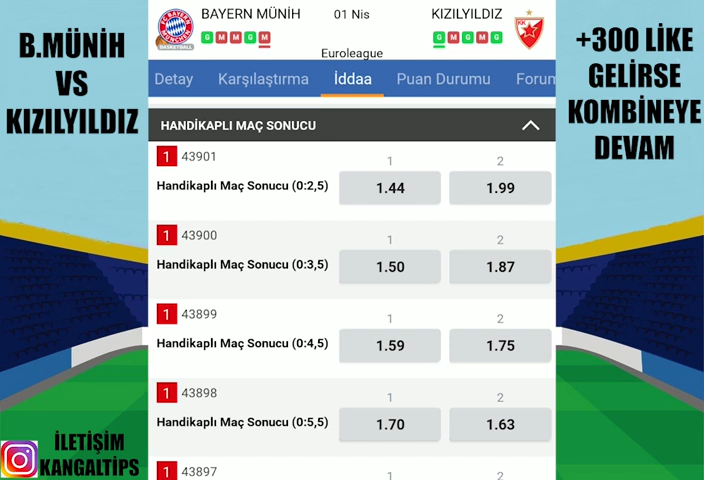 B.MÜNİH
VS
KIZILYILDIZ
BAYERN MÜNİH
01 Nis
KIZILYILDIZ
G M M G M
Euroleague
G M G M G
Detay Karşılaştırma İddaa Puan Durumu Forum
HANDİKAPLI MAÇ SONUCU
1 43901
1 2
Handikaplı Maç Sonucu (0:2,5) 1.44 1.99
1 43900
1 2
Handikaplı Maç Sonucu (0:3,5) 1.50 1.87
1 43899
1 2
Handikaplı Maç Sonucu (0:4,5) 1.59 1.75
1 43898
1 2
Handikaplı Maç Sonucu (0:5,5) 1.70 1.63
1 43897
1 2
+300 LİKE
GELİRSE
KOMBİNEYE
DEVAM
İLETİŞİM
KANGALTİPS